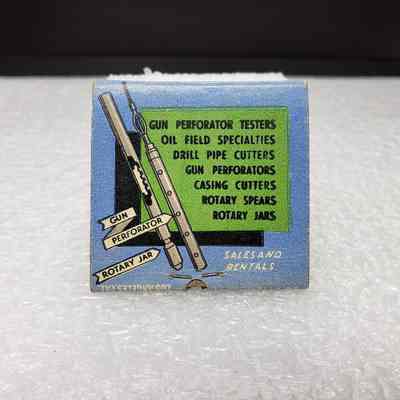 GUN PERFORATOR TESTERS
OIL FIELD SPECIALTIES
DRILL PIPE CUTTERS
GUN PERFORATORS
CASING CUTTERS
ROTARY SPEARS
ROTARY JARS
GUN
PERFORATOR
ROTARY JAR
SALES AND
RENTALS